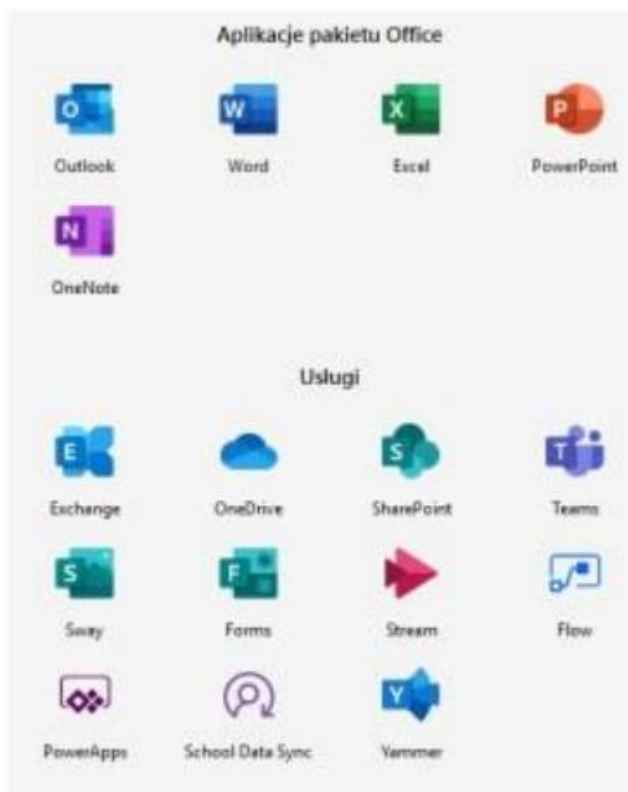 Aplikacje pakietu Office
O W X P
Outlook Word Excel PowerPoint
N
OneNote
Usługi
E S T
Exchange OneDrive SharePoint Teams
S F
Sway Forms Stream Flow
Y
PowerApps School Data Sync Yammer